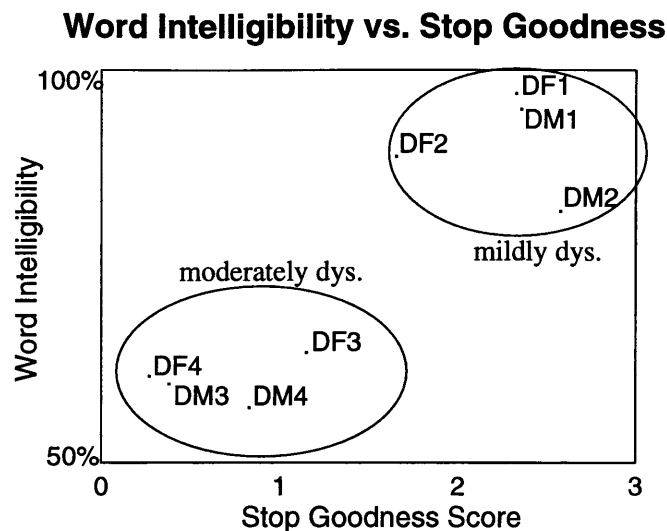 Word Intelligibility vs. Stop Goodness
100%
DF1
DM1
DF2
DM2
mildly dys.
moderately dys.
DF3
DF4
DM3
DM4
50%
0
1
2
3
Stop Goodness Score
Word Intelligibility